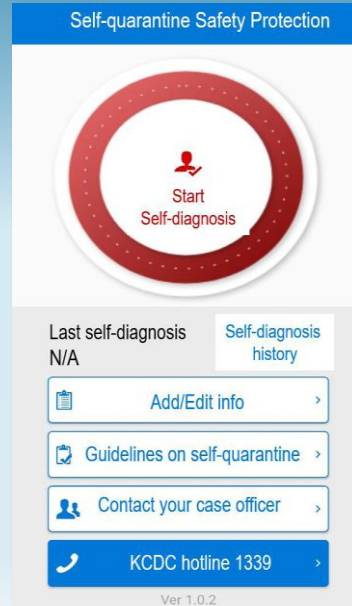 Self-quarantine Safety Protection
Start
Self-diagnosis
Last self-diagnosis
N/A
Self-diagnosis
history
Add/Edit info
Guidelines on self-quarantine
Contact your case officer
KCDC hotline 1339
Ver 1.0.2